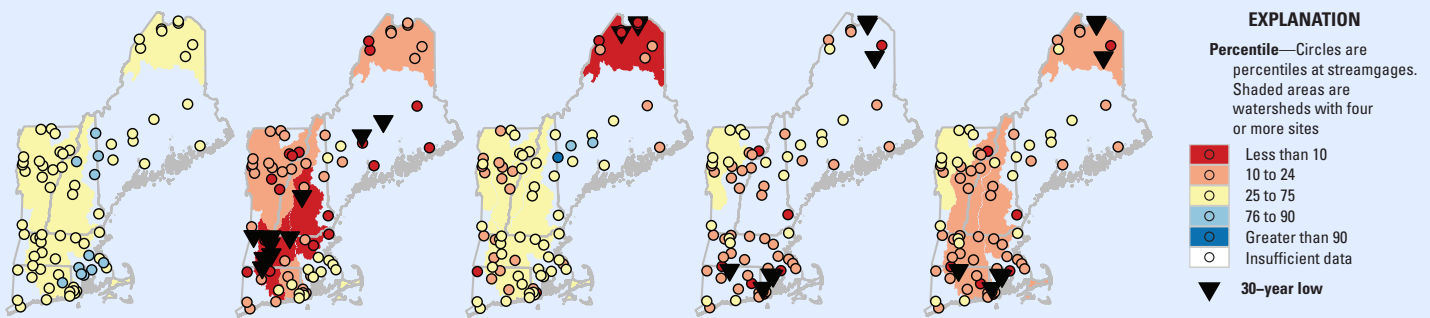 EXPLANATION
Percentile—Circles are
percentiles at streamgages.
Shaded areas are
watersheds with four
or more sites
Less than 10
10 to 24
25 to 75
76 to 90
Greater than 90
Insufficient data
30–year low